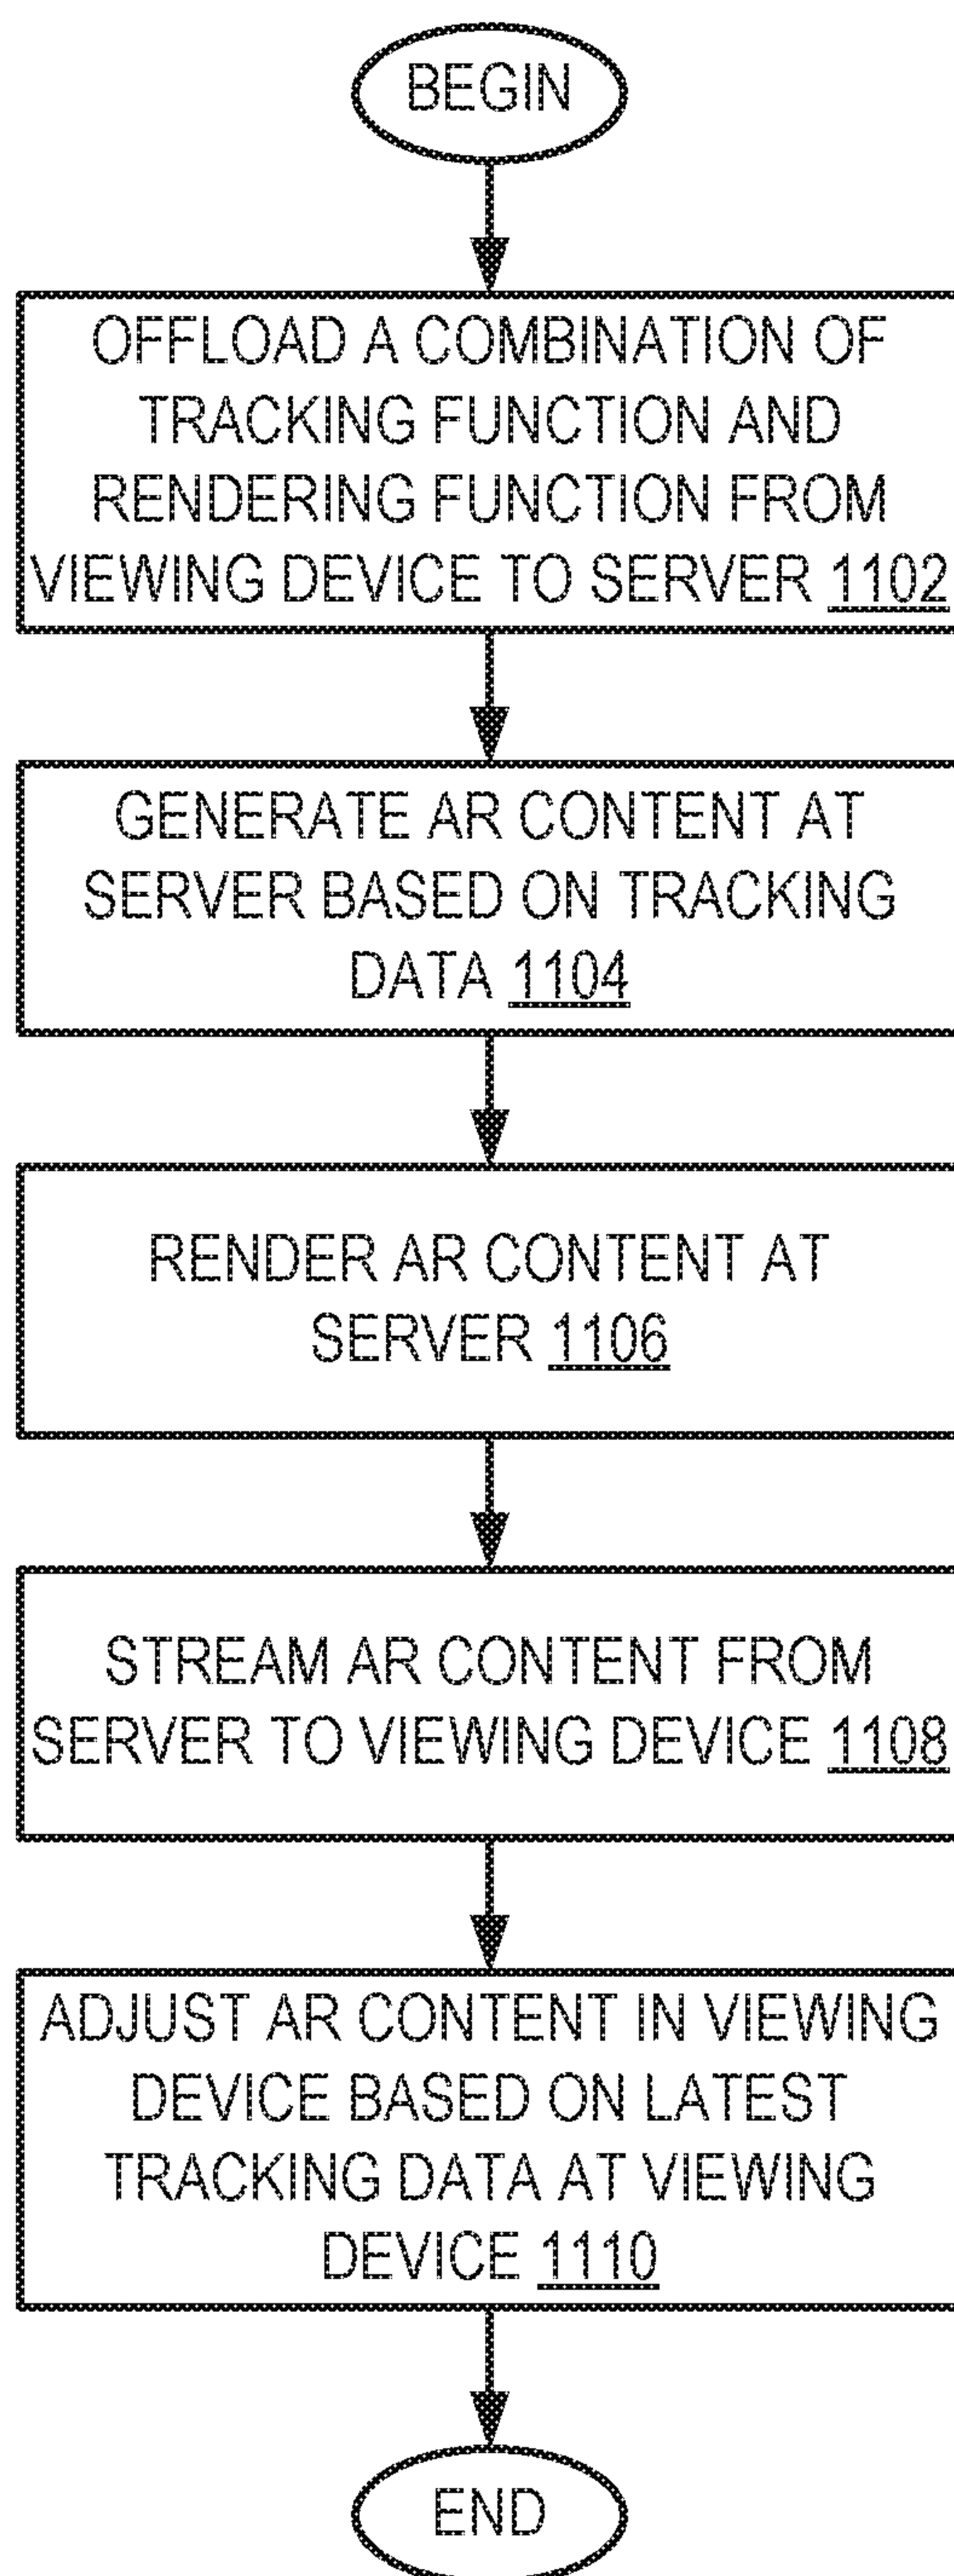 BEGIN
OFFLOAD A COMBINATION OF
TRACKING FUNCTION AND
RENDERING FUNCTION FROM
VIEWING DEVICE TO SERVER 1102
GENERATE AR CONTENT AT
SERVER BASED ON TRACKING
DATA 1104
RENDER AR CONTENT AT
SERVER 1106
STREAM AR CONTENT FROM
SERVER TO VIEWING DEVICE 1108
ADJUST AR CONTENT IN VIEWING
DEVICE BASED ON LATEST
TRACKING DATA AT VIEWING
DEVICE 1110
END